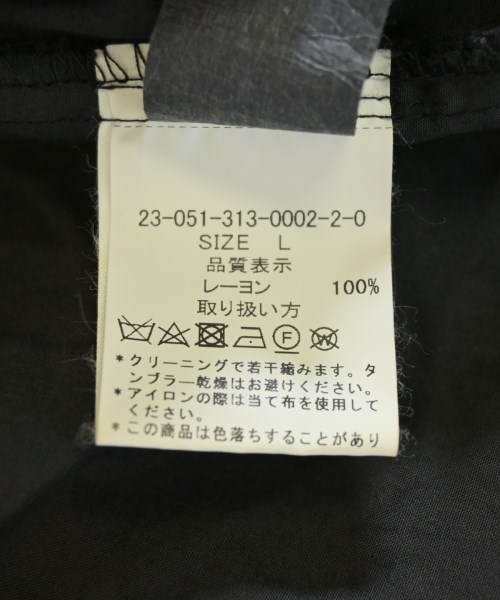 23-051-313-0002-2-0
SIZE L
品質表示
レーヨン 100%
取り扱い方
F W
*クリーニングで若干縮みます。タ
ンブラー乾燥はお避けください。
*アイロンの際は当て布を使用して
ください。
*この商品は色落ちすることがあり